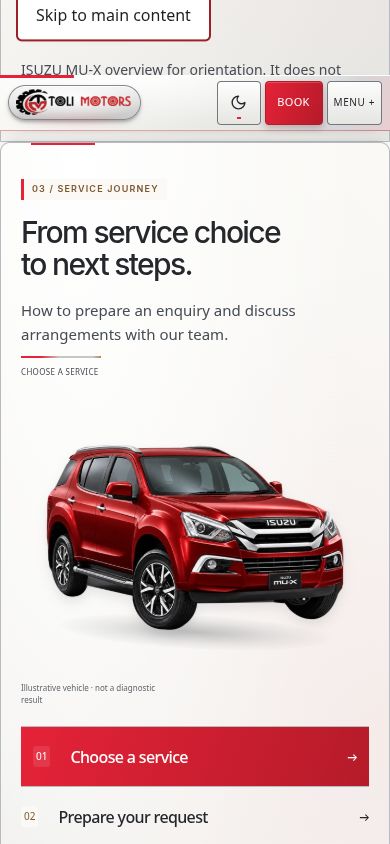 Skip to main content
ISUZU MU-X overview for orientation. It does not
TOLI MOTORS
BOOK
MENU +
03 / SERVICE JOURNEY
From service choice
to next steps.
How to prepare an enquiry and discuss
arrangements with our team.
CHOOSE A SERVICE
ISUZU
ISUZU
mu-X
Illustrative vehicle · not a diagnostic
result
01 Choose a service →
02 Prepare your request →